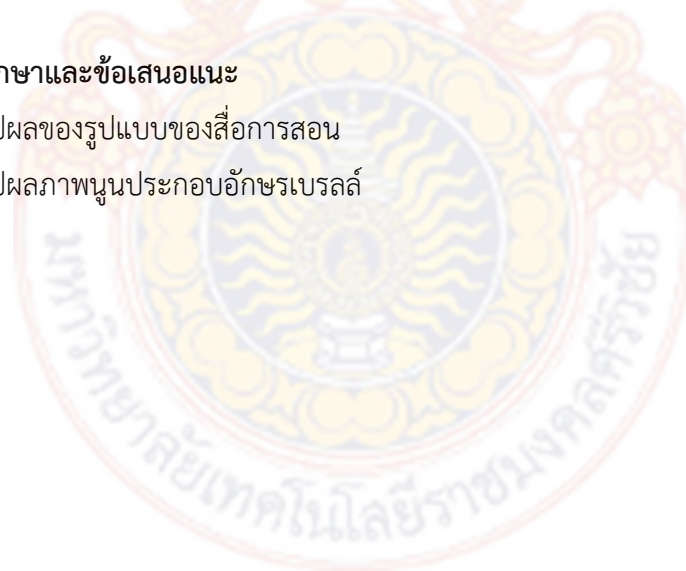 กษาและข้อเสนอแนะ
ปผลของรูปแบบของสื่อการสอน
ปผลภาพนูนประกอบอักษรเบรลล์
มหาวิทยาลัยเทคโนโลยีราชมงคลศรีวิชัย